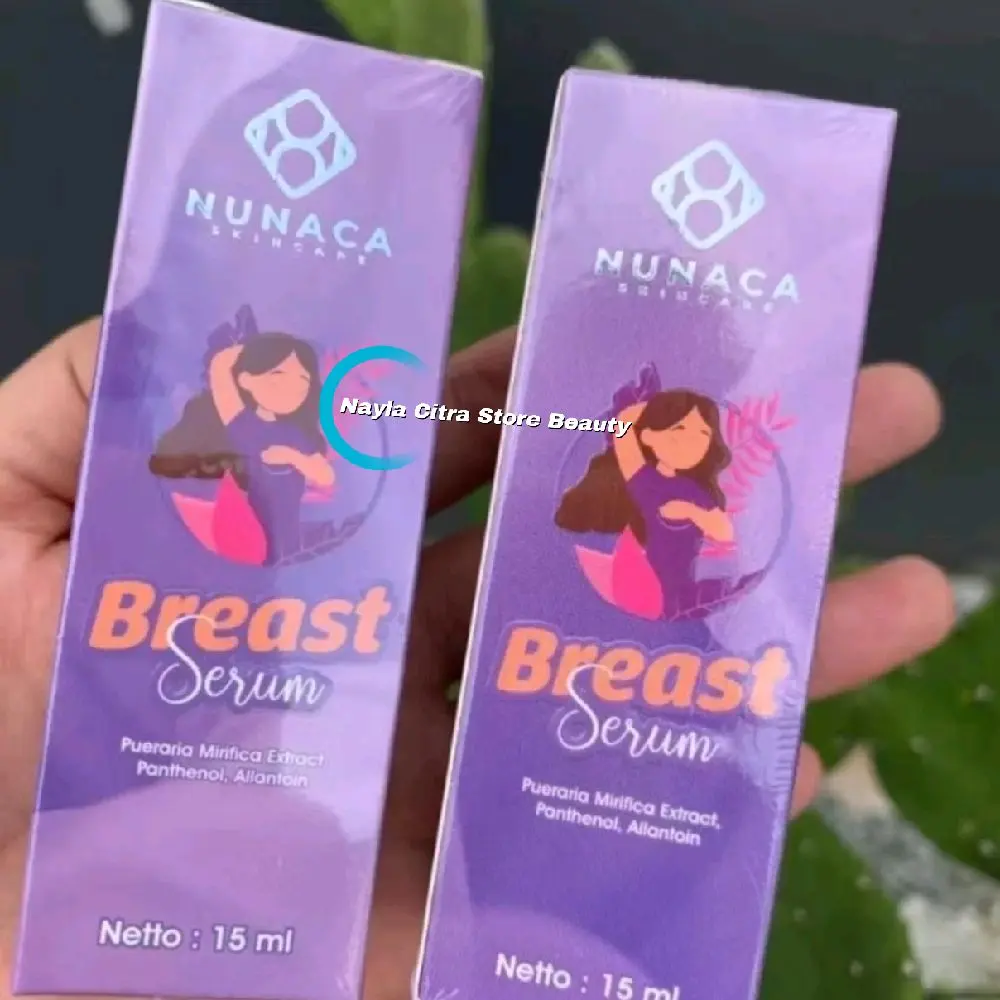 NUNACA
SKINCARE
Breast
Serum
Pueraria Mirifica Extract
Panthenol, Allantoin
Netto : 15 ml
Nayla Citra Store Beauty
NUNACA
SKINCARE
Breast
Serum
Pueraria Mirifica Extract,
Panthenol, Allantoin
Netto : 15 ml